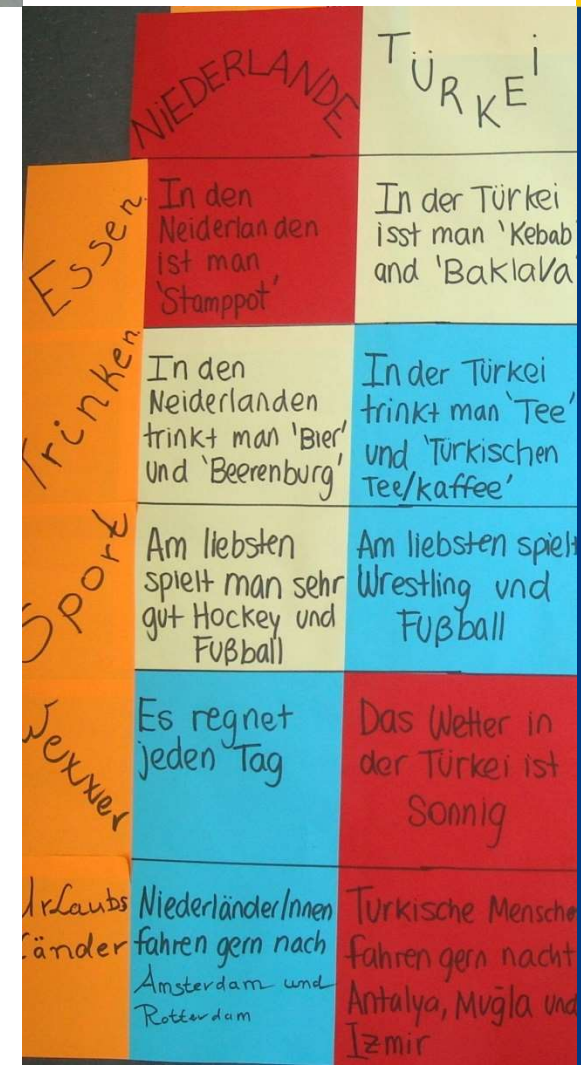 NiEDERLANDE
TÜRKEi
Essen
In den
Neiderlanden
ist man
'Stamppot'
In der Türkei
isst man 'Kebab
and 'Baklava'
Trinken
In den
Neiderlanden
trinkt man 'Bier'
und 'Beerenburg'
In der Türkei
trinkt man 'Tee'
und 'Türkischen
Tee/kaffee'
Sport
Am liebsten
spielt man sehr
gut Hockey und
Fußball
Am liebsten spielt
Wrestling und
Fußball
Wetter
Es regnet
jeden Tag
Das Wetter in
der Türkei ist
Sonnig
Urlaubs
Länder
Niederländer/innen
fahren gern nach
Amsterdam und
Rotterdam
Türkische Mensche
fahren gern nacht
Antalya, Muğla und
Izmir